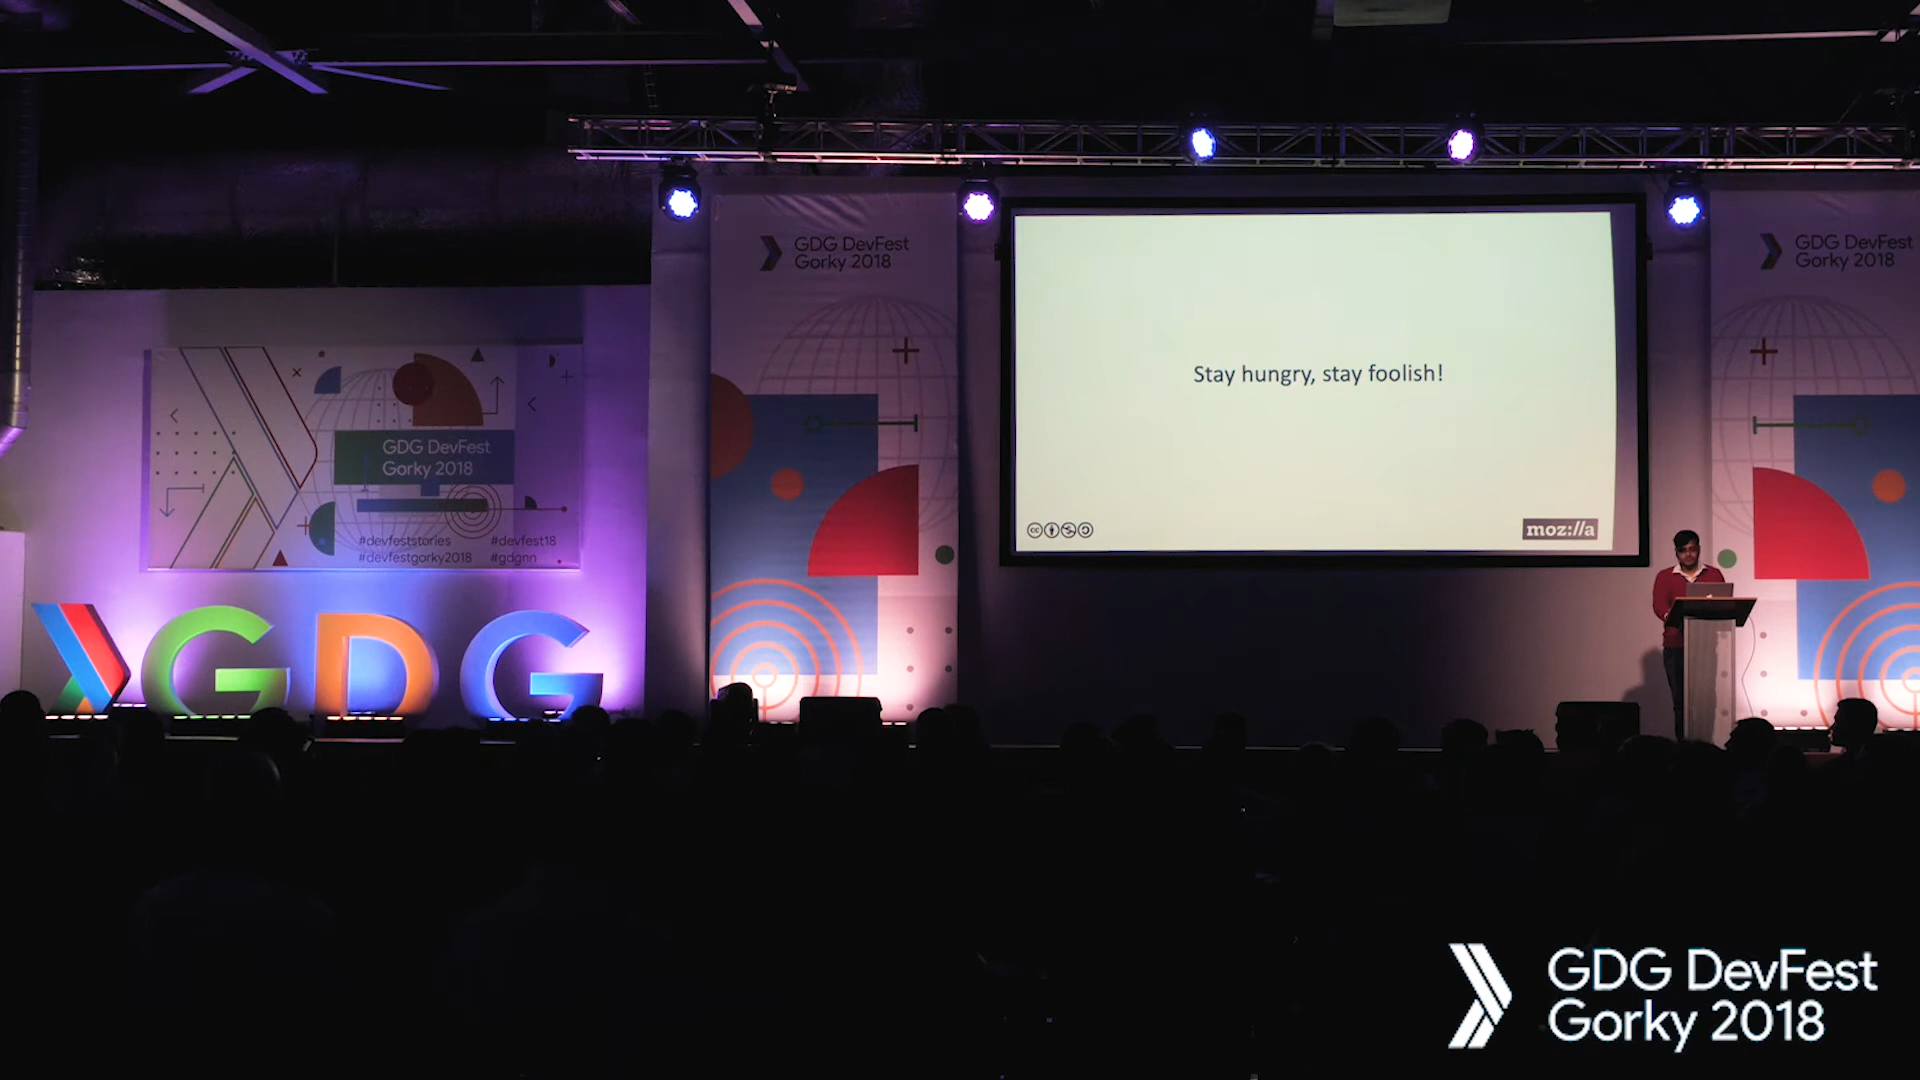 GDG DevFest
Gorky 2018
GDG DevFest
Gorky 2018
Stay hungry, stay foolish!
moz://a
GDG DevFest
Gorky 2018
#devfeststories #devfest18
#devfestgorky2018 #gdgnn
GDG
GDG DevFest
Gorky 2018